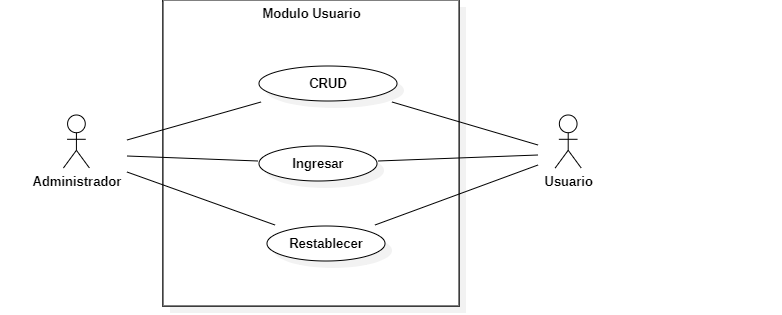 Modulo Usuario
CRUD
Ingresar
Administrador
Usuario
Restablecer